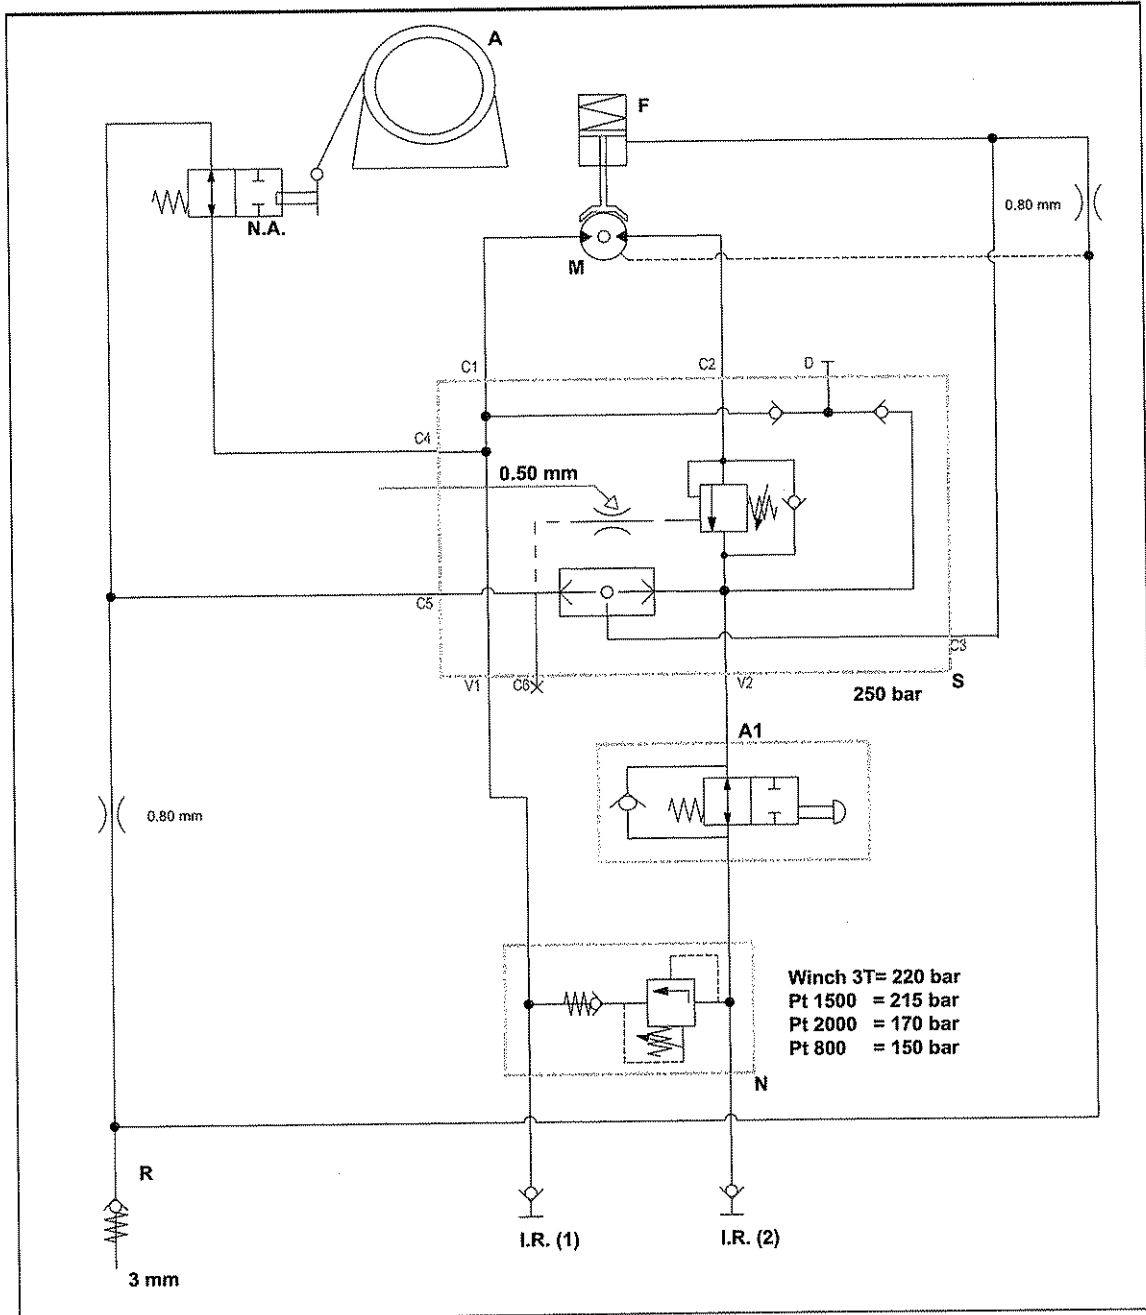 A
F
0.80 mm
N.A.
M
C1
C2
D
C4
0.50 mm
C5
C3
V1
C6
V2
S
250 bar
A1
0.80 mm
Winch 3T= 220 bar
Pt 1500 = 215 bar
Pt 2000 = 170 bar
Pt 800 = 150 bar
N
R
I.R. (1)
I.R. (2)
3 mm